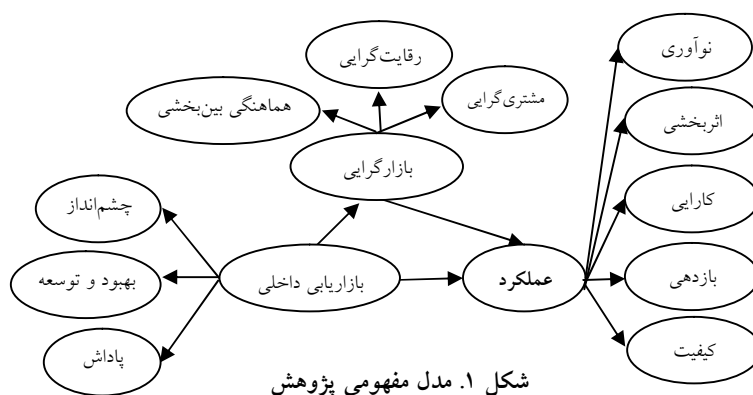 نوآوری
رقابت‌گرایی
مشتری‌گرایی
هماهنگی بین‌بخشی
اثربخشی
بازارگرایی
کارایی
چشم‌انداز
بازاریابی داخلی
عملکرد
بازدهی
بهبود و توسعه
پاداش
کیفیت
شکل ۱. مدل مفهومی پژوهش